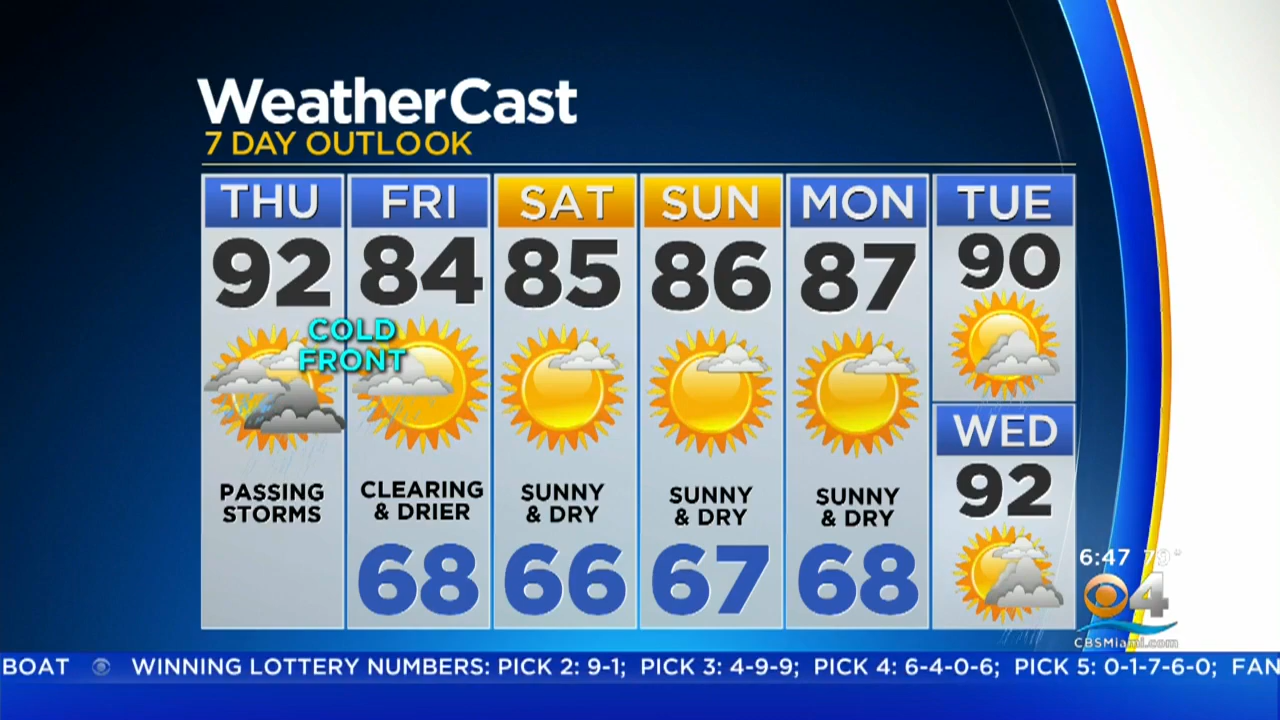 WeatherCast
7 DAY OUTLOOK
THU
92
PASSING
STORMS
FRI
84
COLD
FRONT
CLEARING
& DRIER
68
SAT
85
SUNNY
& DRY
66
SUN
86
SUNNY
& DRY
67
MON
87
SUNNY
& DRY
68
TUE
90
WED
92
6:47 79°
4
CBSMiami.com
BOAT WINNING LOTTERY NUMBERS: PICK 2: 9-1; PICK 3: 4-9-9; PICK 4: 6-4-0-6; PICK 5: 0-1-7-6-0; FAN